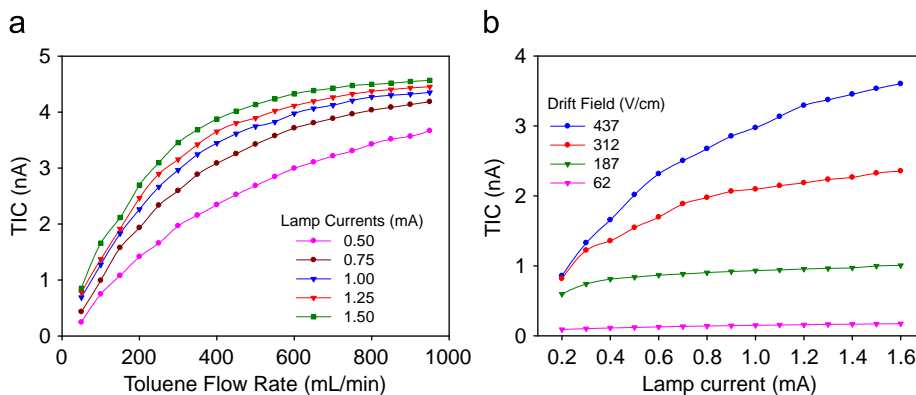 a
5
4
3
2
1
0
TIC (nA)
Lamp Currents (mA)
0.50
0.75
1.00
1.25
1.50
0 200 400 600 800 1000
Toluene Flow Rate (mL/min)
b
4
3
2
1
0
TIC (nA)
Drift Field (V/cm)
437
312
187
62
0.2 0.4 0.6 0.8 1.0 1.2 1.4 1.6
Lamp current (mA)